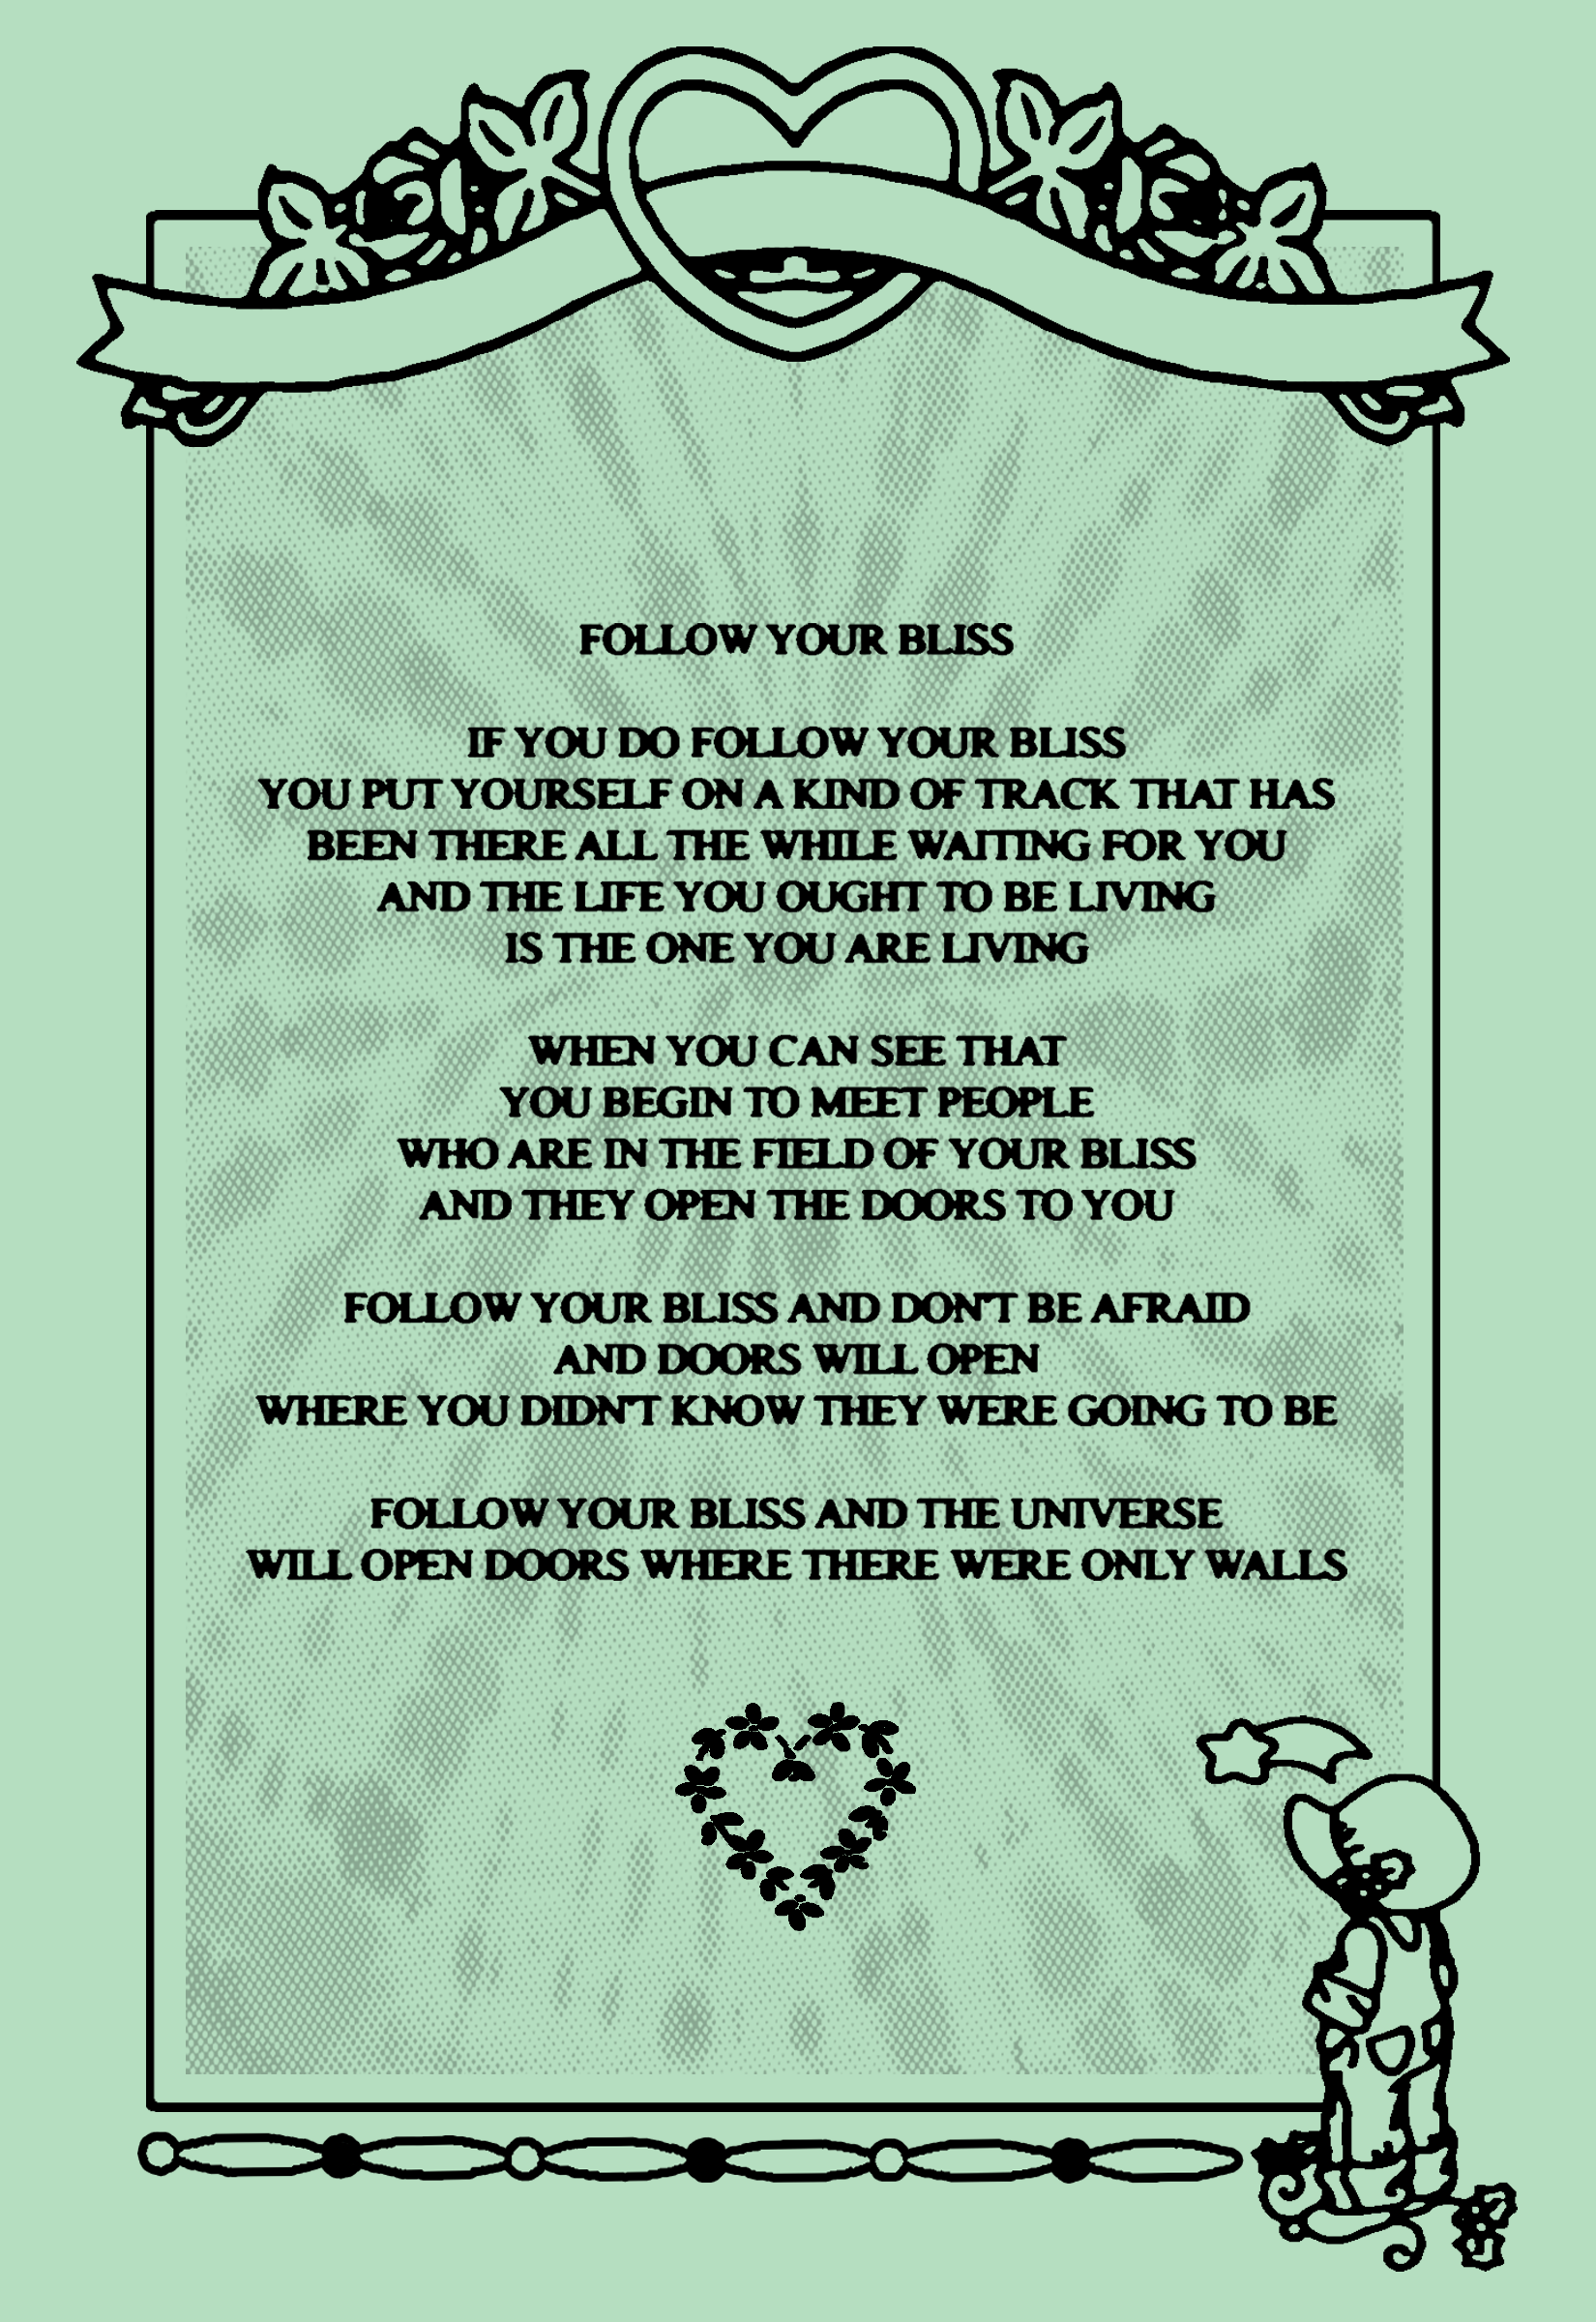 FOLLOW YOUR BLISS
IF YOU DO FOLLOW YOUR BLISS
YOU PUT YOURSELF ON A KIND OF TRACK THAT HAS
BEEN THERE ALL THE WHILE WAITING FOR YOU
AND THE LIFE YOU OUGHT TO BE LIVING
IS THE ONE YOU ARE LIVING
WHEN YOU CAN SEE THAT
YOU BEGIN TO MEET PEOPLE
WHO ARE IN THE FIELD OF YOUR BLISS
AND THEY OPEN THE DOORS TO YOU
FOLLOW YOUR BLISS AND DON'T BE AFRAID
AND DOORS WILL OPEN
WHERE YOU DIDN'T KNOW THEY WERE GOING TO BE
FOLLOW YOUR BLISS AND THE UNIVERSE
WILL OPEN DOORS WHERE THERE WERE ONLY WALLS